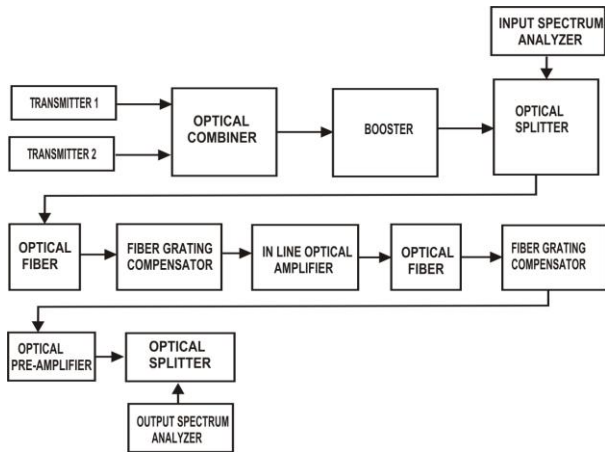 INPUT SPECTRUM
ANALYZER
TRANSMITTER 1
TRANSMITTER 2
OPTICAL
COMBINER
BOOSTER
OPTICAL
SPLITTER
OPTICAL
FIBER
FIBER GRATING
COMPENSATOR
IN LINE OPTICAL
AMPLIFIER
OPTICAL
FIBER
FIBER GRATING
COMPENSATOR
OPTICAL
PRE-AMPLIFIER
OPTICAL
SPLITTER
OUTPUT SPECTRUM
ANALYZER